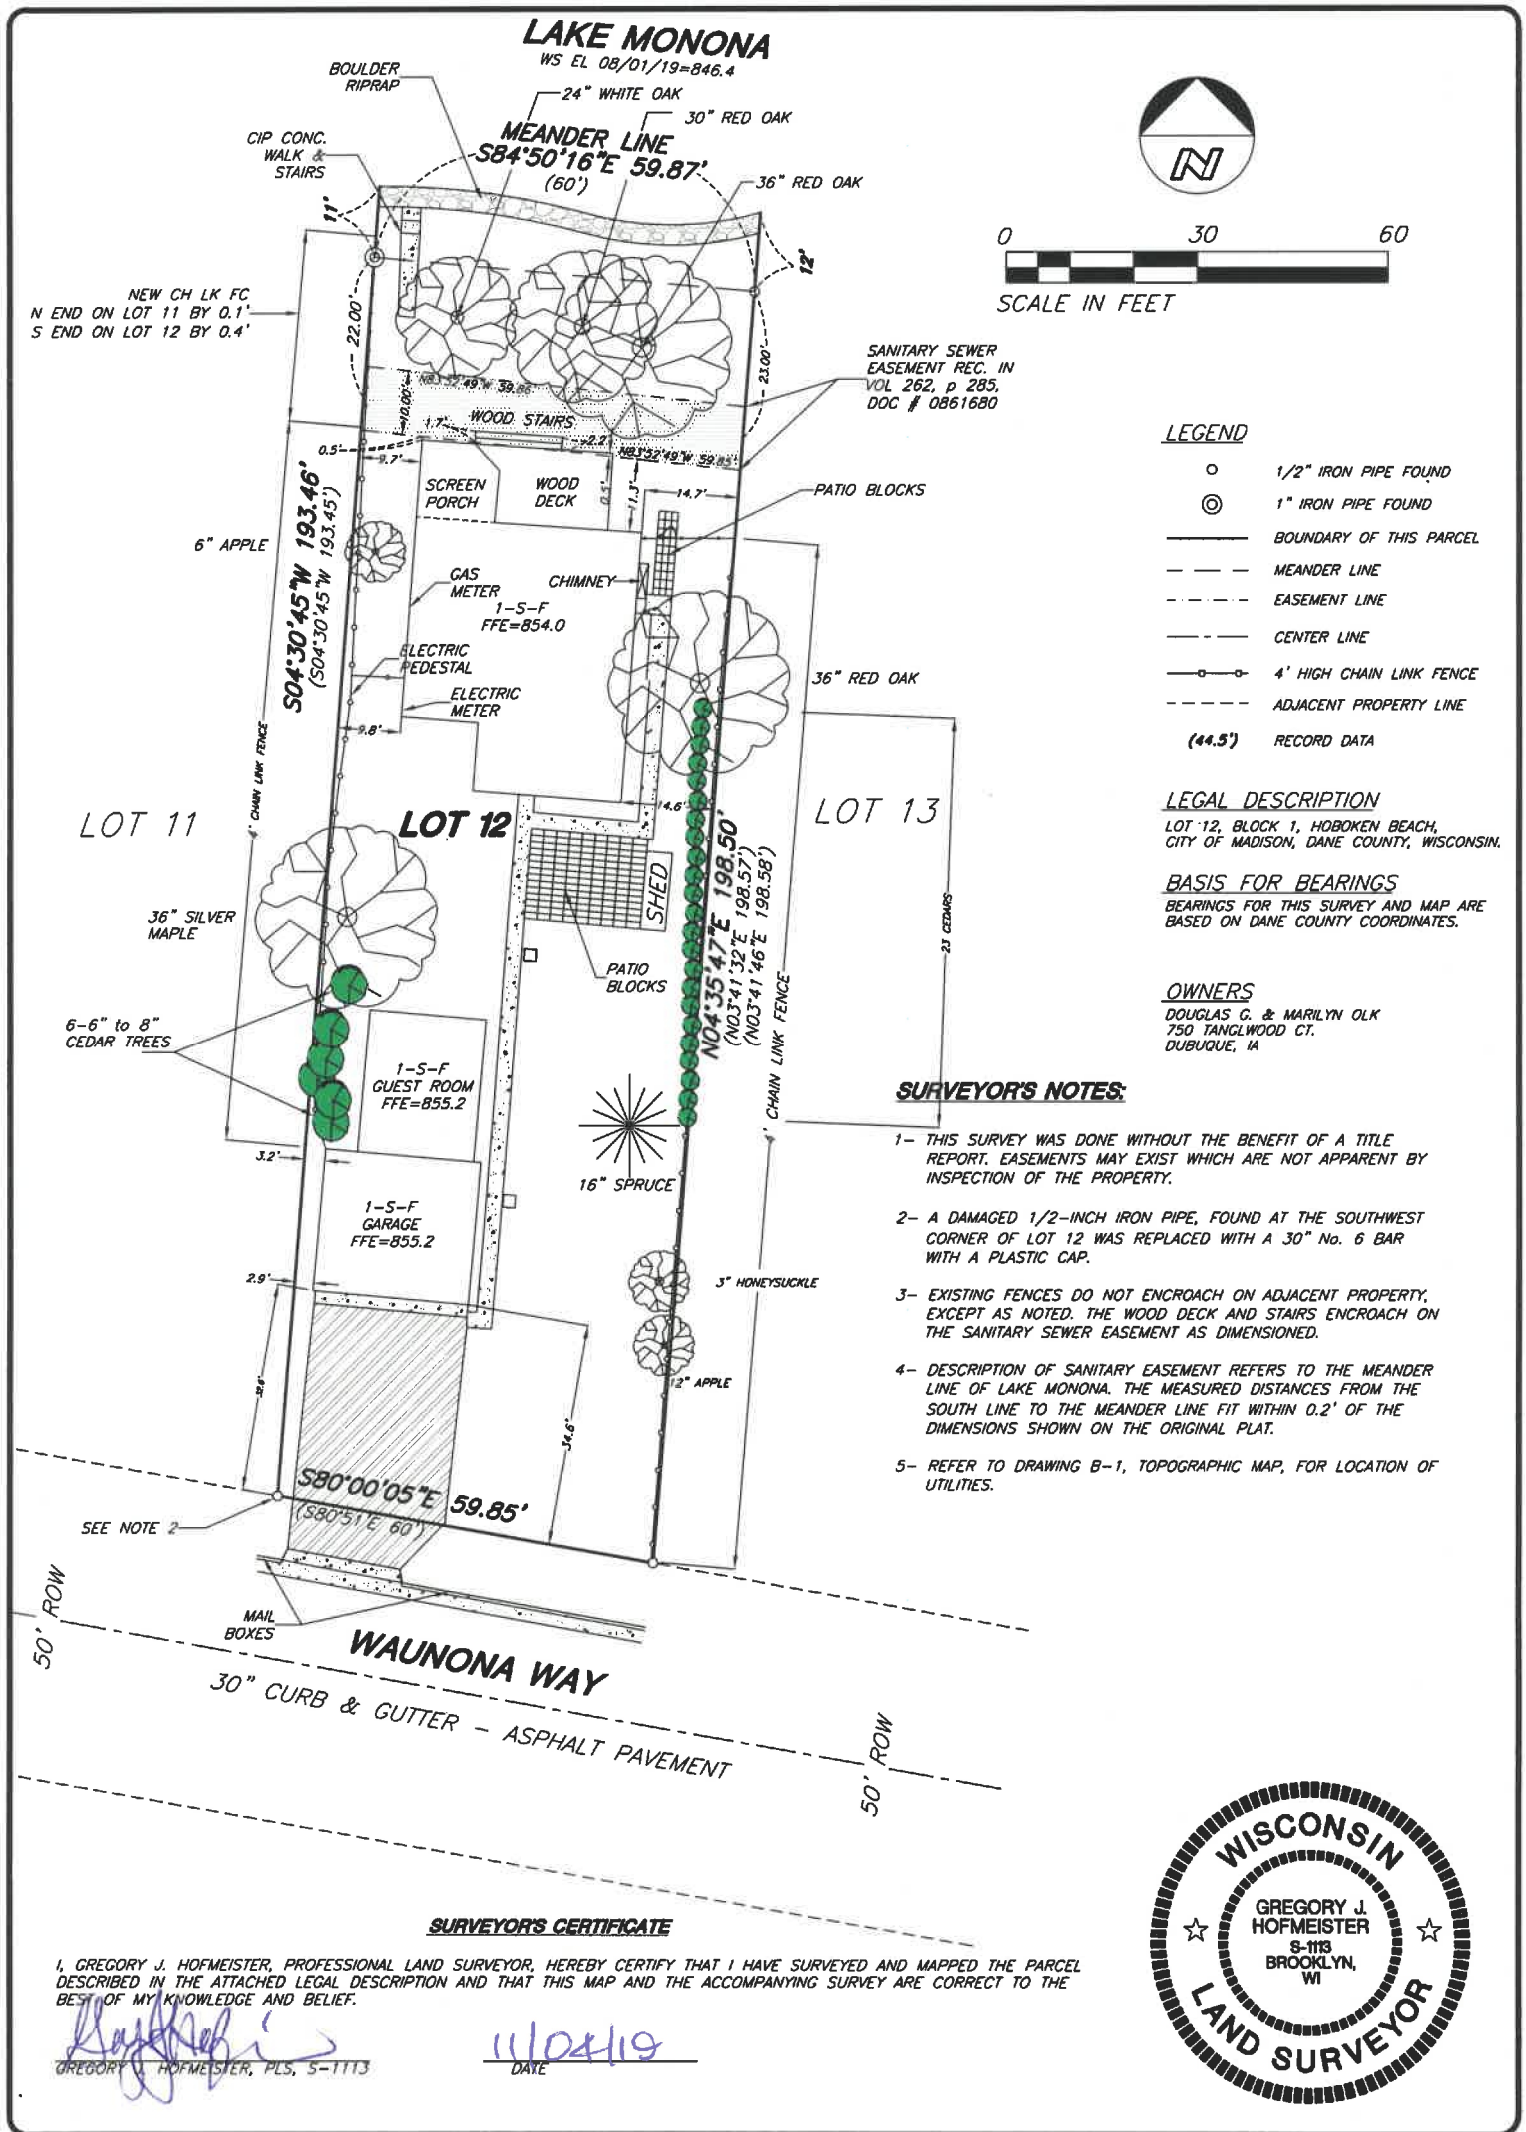 LAKE MONONA
WS EL 08/01/19=846.4
BOULDER
RIPRAP
24" WHITE OAK
30" RED OAK
CIP CONC.
WALK &
STAIRS
MEANDER LINE
S84°50'16"E 59.87'
(60')
36" RED OAK
11'
12'
N
0 30 60
SCALE IN FEET
NEW CH LK FC
N END ON LOT 11 BY 0.1'
S END ON LOT 12 BY 0.4'
22.00'
23.00'
SANITARY SEWER
EASEMENT REC. IN
VOL 262, p 285,
DOC # 0861680
N83°52'49"W 59.86'
10.00'
WOOD STAIRS
1.7'
2.2'
0.5'
9.7'
N83°52'49"W 59.85'
SCREEN
PORCH
WOOD
DECK
0.5'
11.3'
14.7'
PATIO BLOCKS
S04°30'45"W 193.46'
(S04°30'45"W 193.45')
6" APPLE
GAS
METER
CHIMNEY
1-S-F
FFE=854.0
ELECTRIC
PEDESTAL
ELECTRIC
METER
9.8'
36" RED OAK
4' CHAIN LINK FENCE
LOT 11
LOT 12
14.6'
LOT 13
SHED
N04°35'47"E 198.50'
(N03°41'32"E 198.57')
(N03°41'46"E 198.58')
23 CEDARS
36" SILVER
MAPLE
PATIO
BLOCKS
6-6" to 8"
CEDAR TREES
1-S-F
GUEST ROOM
FFE=855.2
4' CHAIN LINK FENCE
3.2'
16" SPRUCE
1-S-F
GARAGE
FFE=855.2
2.9'
3" HONEYSUCKLE
12" APPLE
34.6'
S80°00'05"E 59.85'
(S80°51'E 60')
SEE NOTE 2
50' ROW
MAIL
BOXES
WAUNONA WAY
30" CURB & GUTTER - ASPHALT PAVEMENT
50' ROW
LEGEND
1/2" IRON PIPE FOUND
1" IRON PIPE FOUND
BOUNDARY OF THIS PARCEL
MEANDER LINE
EASEMENT LINE
CENTER LINE
4' HIGH CHAIN LINK FENCE
ADJACENT PROPERTY LINE
(44.5') RECORD DATA
LEGAL DESCRIPTION
LOT 12, BLOCK 1, HOBOKEN BEACH,
CITY OF MADISON, DANE COUNTY, WISCONSIN.
BASIS FOR BEARINGS
BEARINGS FOR THIS SURVEY AND MAP ARE
BASED ON DANE COUNTY COORDINATES.
OWNERS
DOUGLAS G. & MARILYN OLK
750 TANGLWOOD CT.
DUBUQUE, IA
SURVEYOR'S NOTES:
1- THIS SURVEY WAS DONE WITHOUT THE BENEFIT OF A TITLE
REPORT. EASEMENTS MAY EXIST WHICH ARE NOT APPARENT BY
INSPECTION OF THE PROPERTY.
2- A DAMAGED 1/2-INCH IRON PIPE, FOUND AT THE SOUTHWEST
CORNER OF LOT 12 WAS REPLACED WITH A 30" No. 6 BAR
WITH A PLASTIC CAP.
3- EXISTING FENCES DO NOT ENCROACH ON ADJACENT PROPERTY,
EXCEPT AS NOTED. THE WOOD DECK AND STAIRS ENCROACH ON
THE SANITARY SEWER EASEMENT AS DIMENSIONED.
4- DESCRIPTION OF SANITARY EASEMENT REFERS TO THE MEANDER
LINE OF LAKE MONONA. THE MEASURED DISTANCES FROM THE
SOUTH LINE TO THE MEANDER LINE FIT WITHIN 0.2' OF THE
DIMENSIONS SHOWN ON THE ORIGINAL PLAT.
5- REFER TO DRAWING B-1, TOPOGRAPHIC MAP, FOR LOCATION OF
UTILITIES.
SURVEYOR'S CERTIFICATE
I, GREGORY J. HOFMEISTER, PROFESSIONAL LAND SURVEYOR, HEREBY CERTIFY THAT I HAVE SURVEYED AND MAPPED THE PARCEL
DESCRIBED IN THE ATTACHED LEGAL DESCRIPTION AND THAT THIS MAP AND THE ACCOMPANYING SURVEY ARE CORRECT TO THE
BEST OF MY KNOWLEDGE AND BELIEF.
11/04/19
GREGORY J. HOFMEISTER, PLS, S-1113
DATE
WISCONSIN
GREGORY J.
HOFMEISTER
S-1113
BROOKLYN,
WI
LAND SURVEYOR